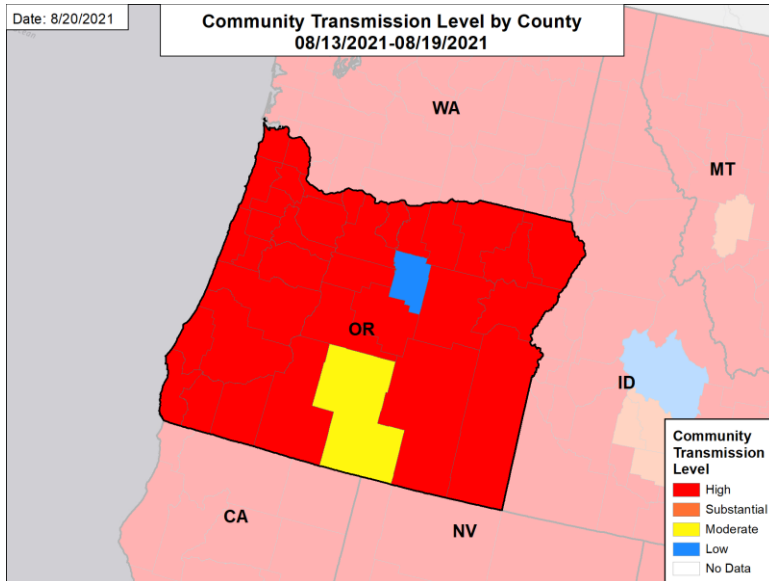 Date: 8/20/2021
Community Transmission Level by County
08/13/2021-08/19/2021
WA
MT
OR
ID
CA
NV
Community
Transmission
Level
High
Substantial
Moderate
Low
No Data